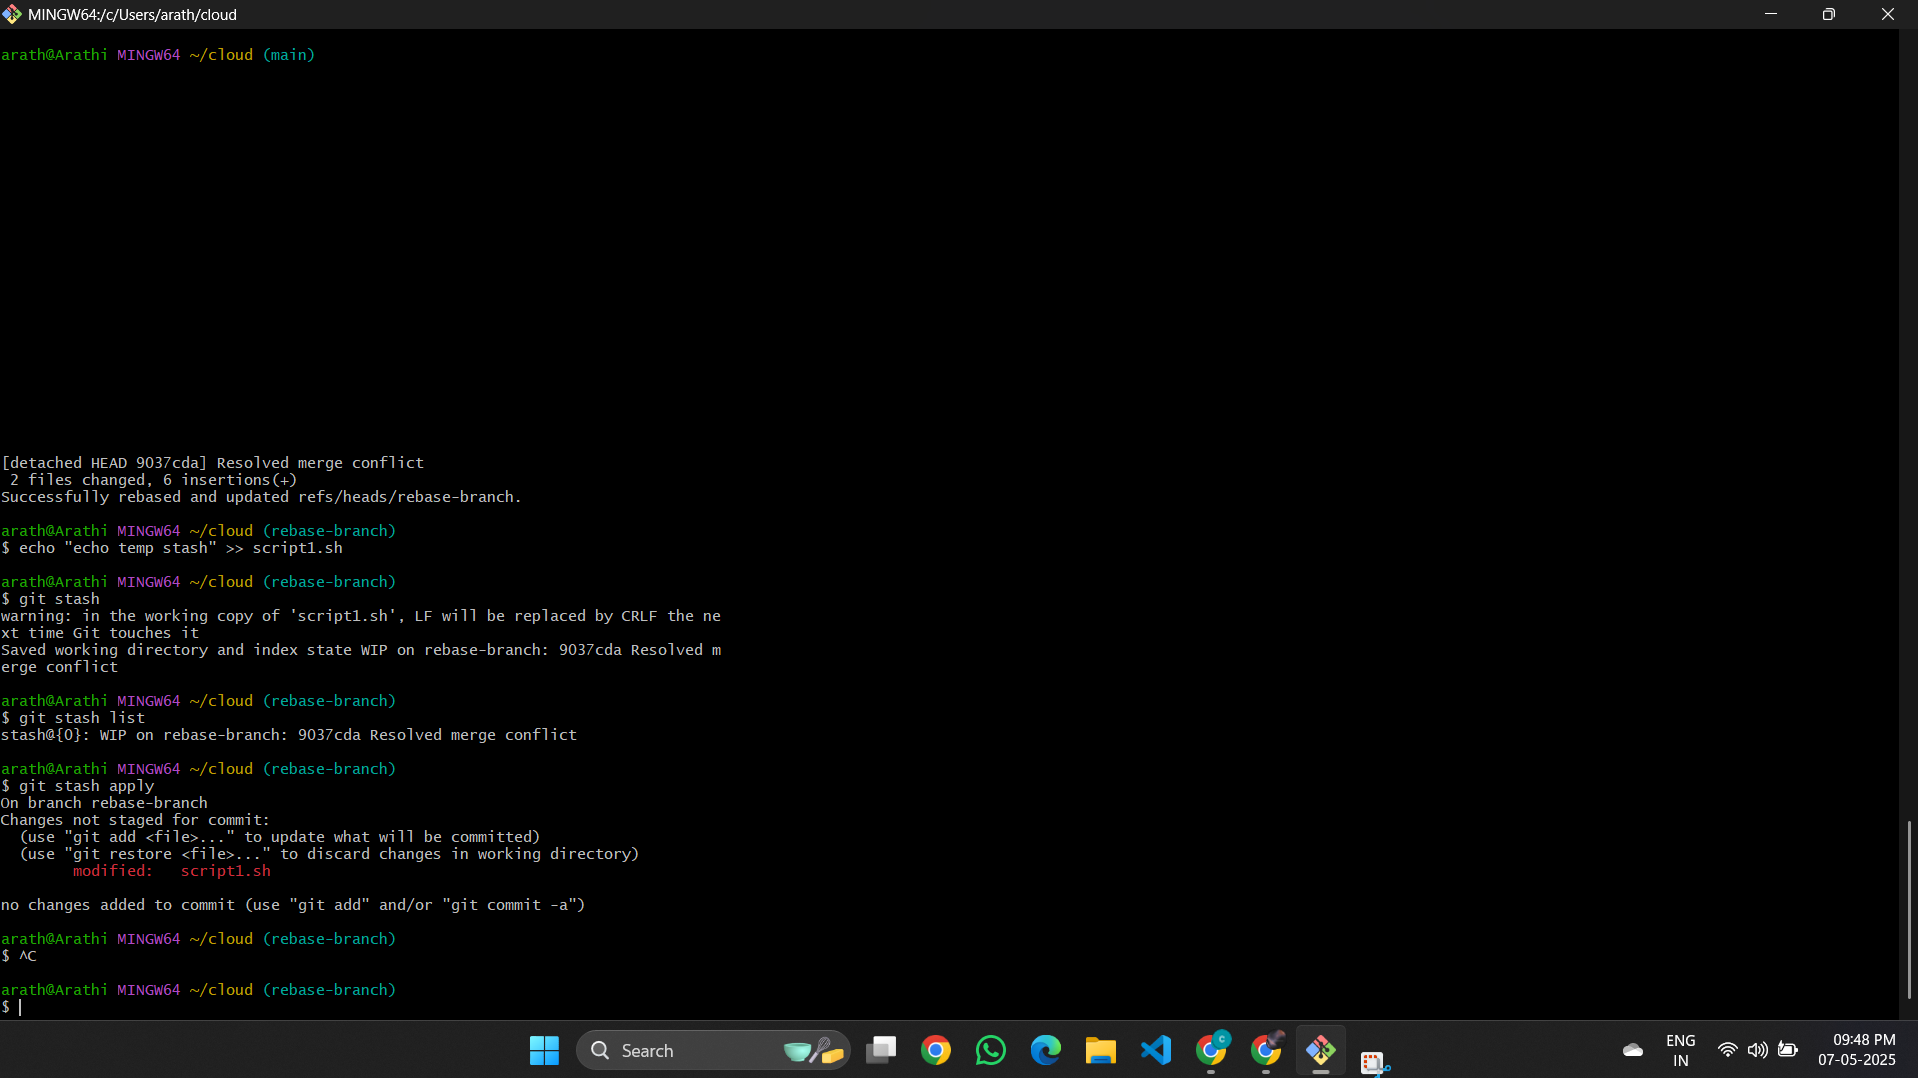 MINGW64:/c/Users/arath/cloud
arath@Arathi MINGW64 ~/cloud (main)
[detached HEAD 9037cda] Resolved merge conflict
 2 files changed, 6 insertions(+)
Successfully rebased and updated refs/heads/rebase-branch.
arath@Arathi MINGW64 ~/cloud (rebase-branch)
$ echo "echo temp stash" >> script1.sh
arath@Arathi MINGW64 ~/cloud (rebase-branch)
$ git stash
warning: in the working copy of 'script1.sh', LF will be replaced by CRLF the ne
xt time Git touches it
Saved working directory and index state WIP on rebase-branch: 9037cda Resolved m
erge conflict
arath@Arathi MINGW64 ~/cloud (rebase-branch)
$ git stash list
stash@{0}: WIP on rebase-branch: 9037cda Resolved merge conflict
arath@Arathi MINGW64 ~/cloud (rebase-branch)
$ git stash apply
On branch rebase-branch
Changes not staged for commit:
  (use "git add <file>..." to update what will be committed)
  (use "git restore <file>..." to discard changes in working directory)
        modified:   script1.sh
no changes added to commit (use "git add" and/or "git commit -a")
arath@Arathi MINGW64 ~/cloud (rebase-branch)
$ ^C
arath@Arathi MINGW64 ~/cloud (rebase-branch)
$
Search
C
ENG
IN
09:48 PM
07-05-2025